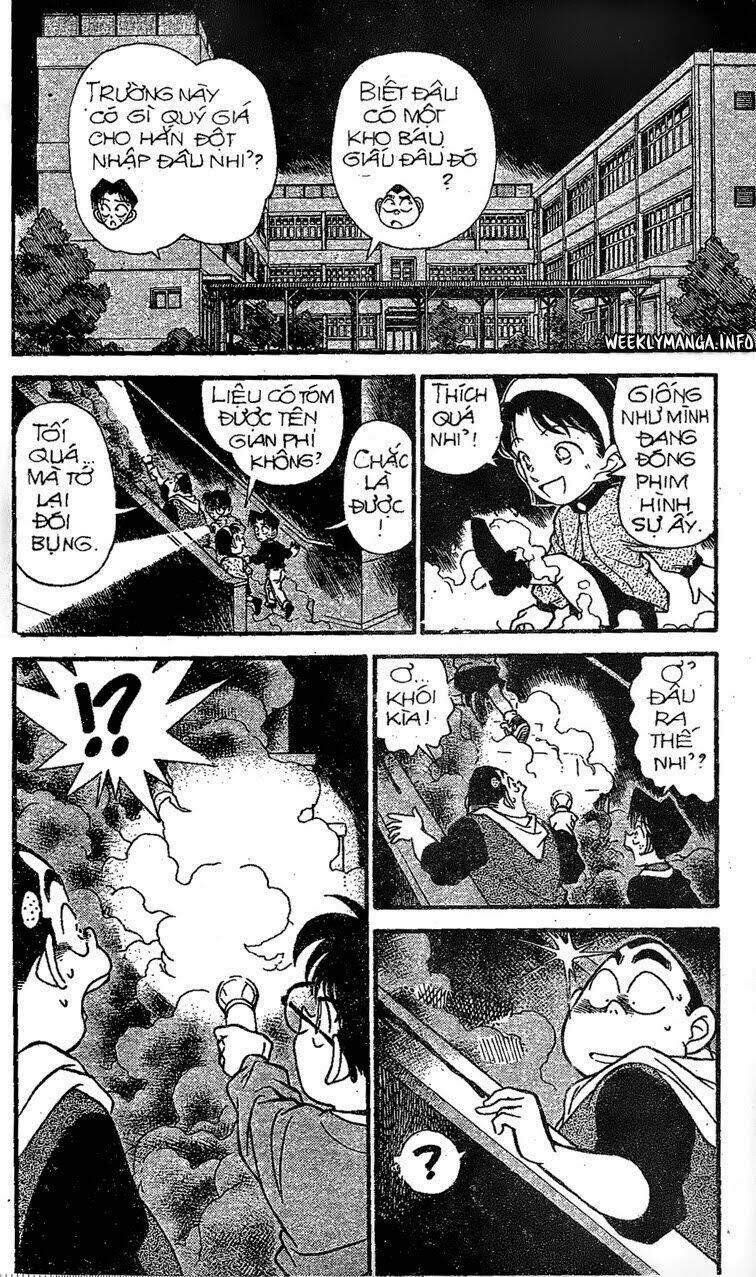 TRƯỜNG NÀY
CÓ GÌ QUÝ GIÁ
CHO HẮN ĐỘT
NHẬP ĐÂU NHỈ?
BIẾT ĐÂU
CÓ MỘT
KHO BÁU
GIẤU ĐÂU ĐÓ
?
WEEKLYMANGA.INFO
TỐI
QUÁ...
MÀ TỚ
LẠI
ĐÓI
BỤNG.
LIỆU CÓ TÓM
ĐƯỢC TÊN
GIAN PHI
KHÔNG?
CHẮC
LÀ
ĐƯỢC
!
THÍCH
QUÁ
NHỈ!
GIỐNG
NHƯ MÌNH
ĐANG
ĐÓNG
PHIM
HÌNH
SỰ ẤY.
!?
Ơ...
KHÓI
KÌA!
Ở
ĐÂU
RA
THẾ
NHỈ?
?